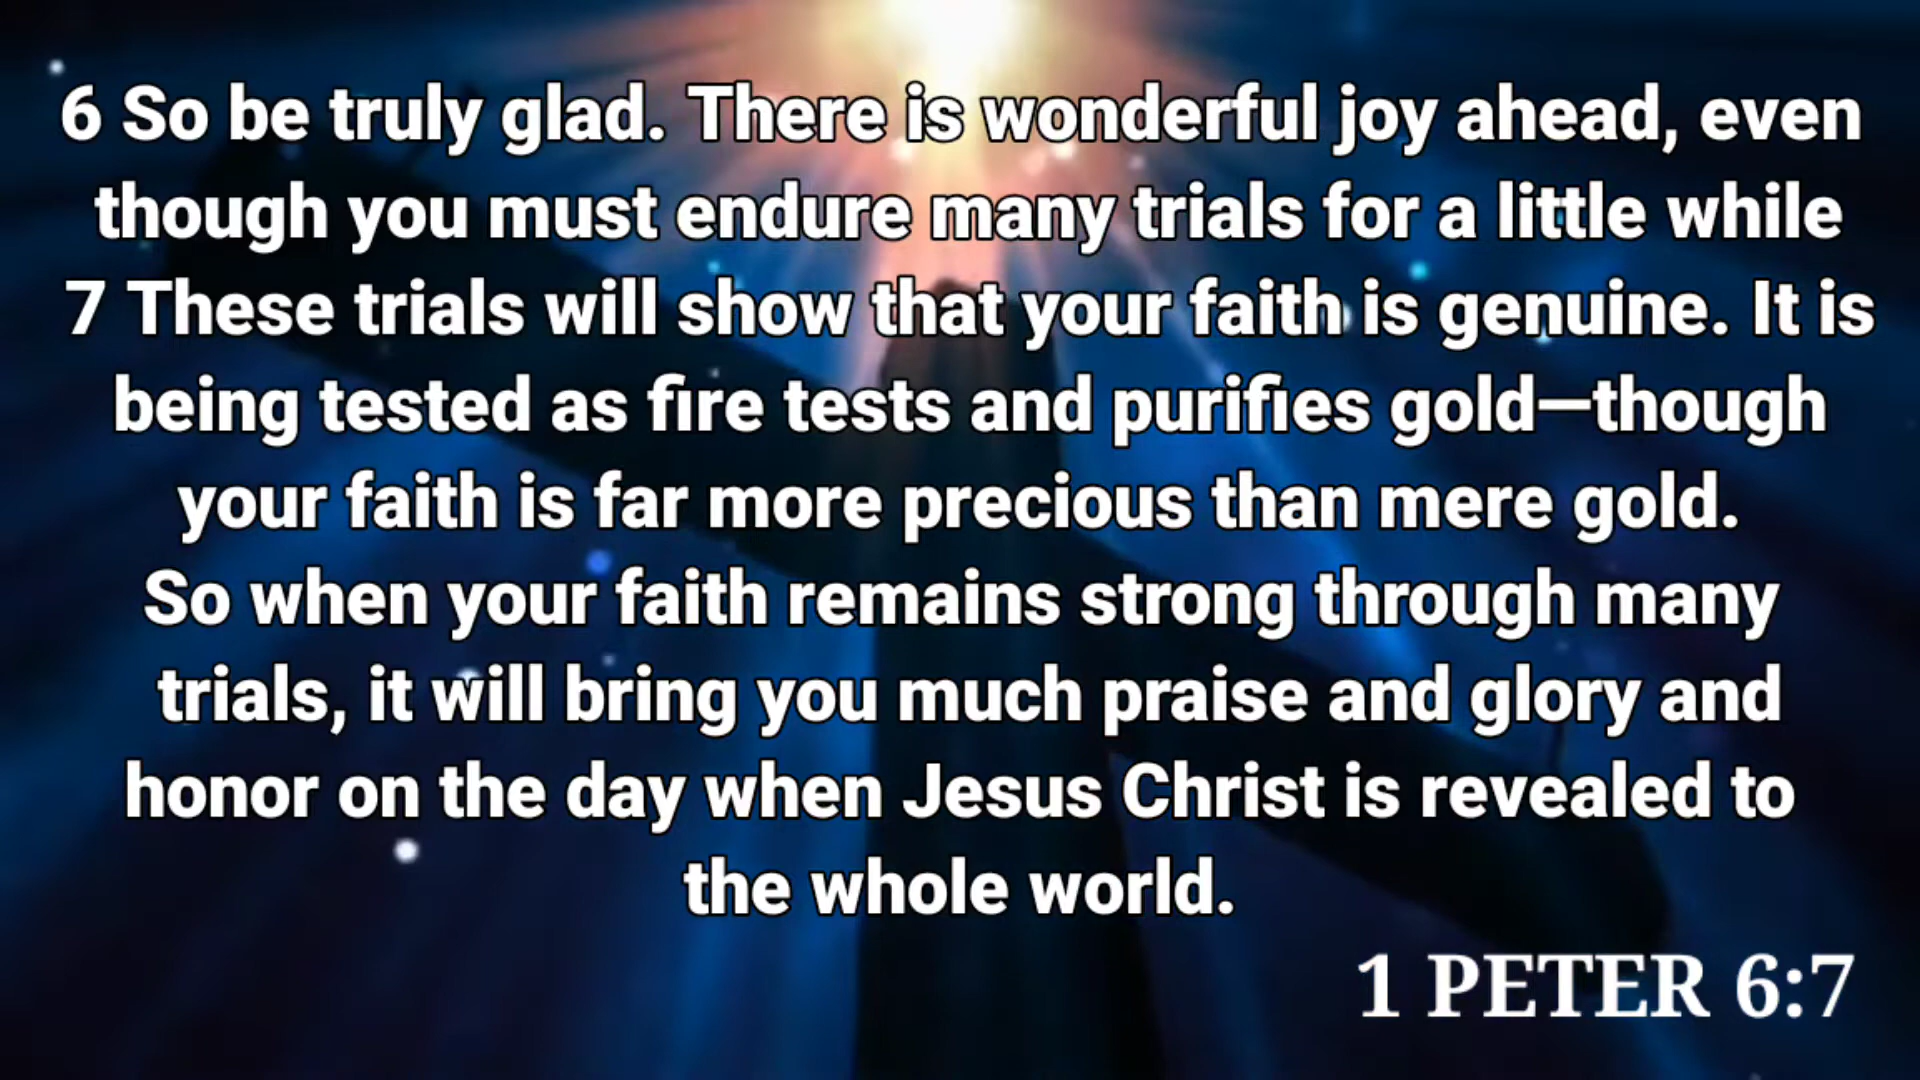 6 So be truly glad. There is wonderful joy ahead, even
though you must endure many trials for a little while
7 These trials will show that your faith is genuine. It is
being tested as fire tests and purifies gold—though
your faith is far more precious than mere gold.
So when your faith remains strong through many
trials, it will bring you much praise and glory and
honor on the day when Jesus Christ is revealed to
the whole world.
1 PETER 6:7